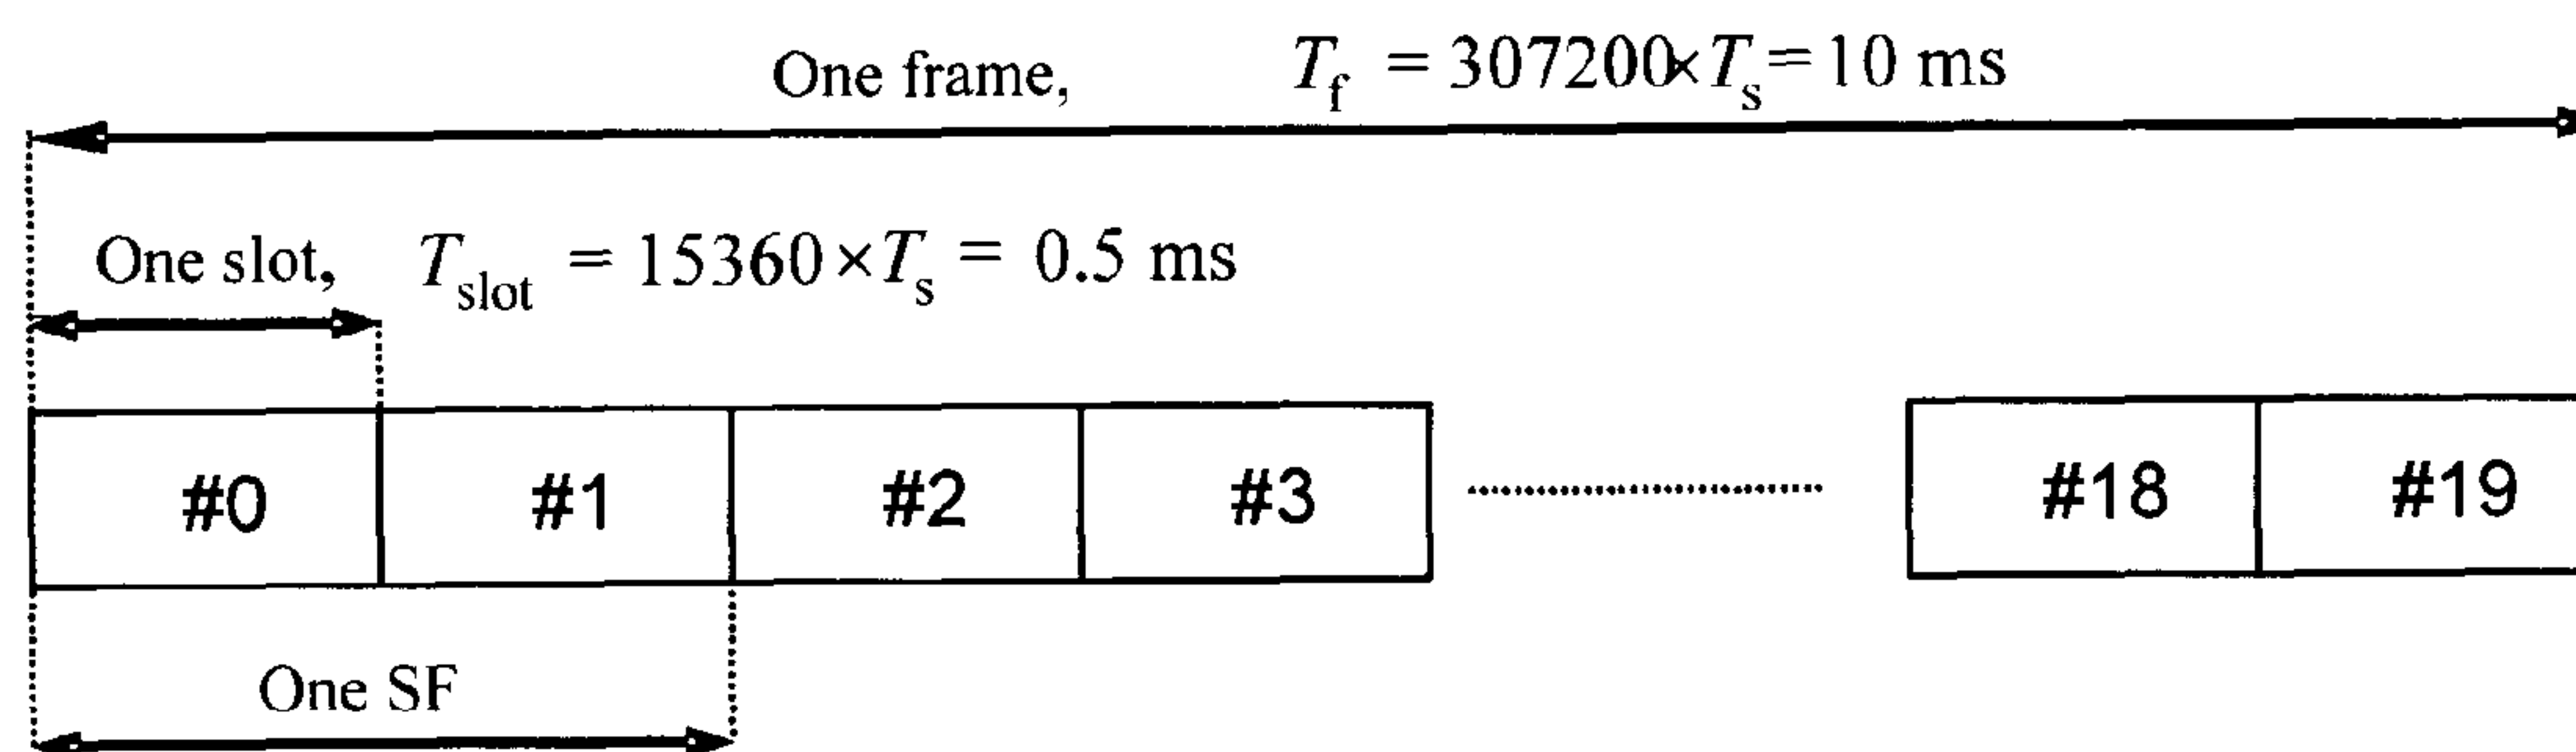 One frame, T_f = 307200×T_s = 10 ms
One slot, T_slot = 15360×T_s = 0.5 ms
#0 #1 #2 #3 #18 #19
One SF